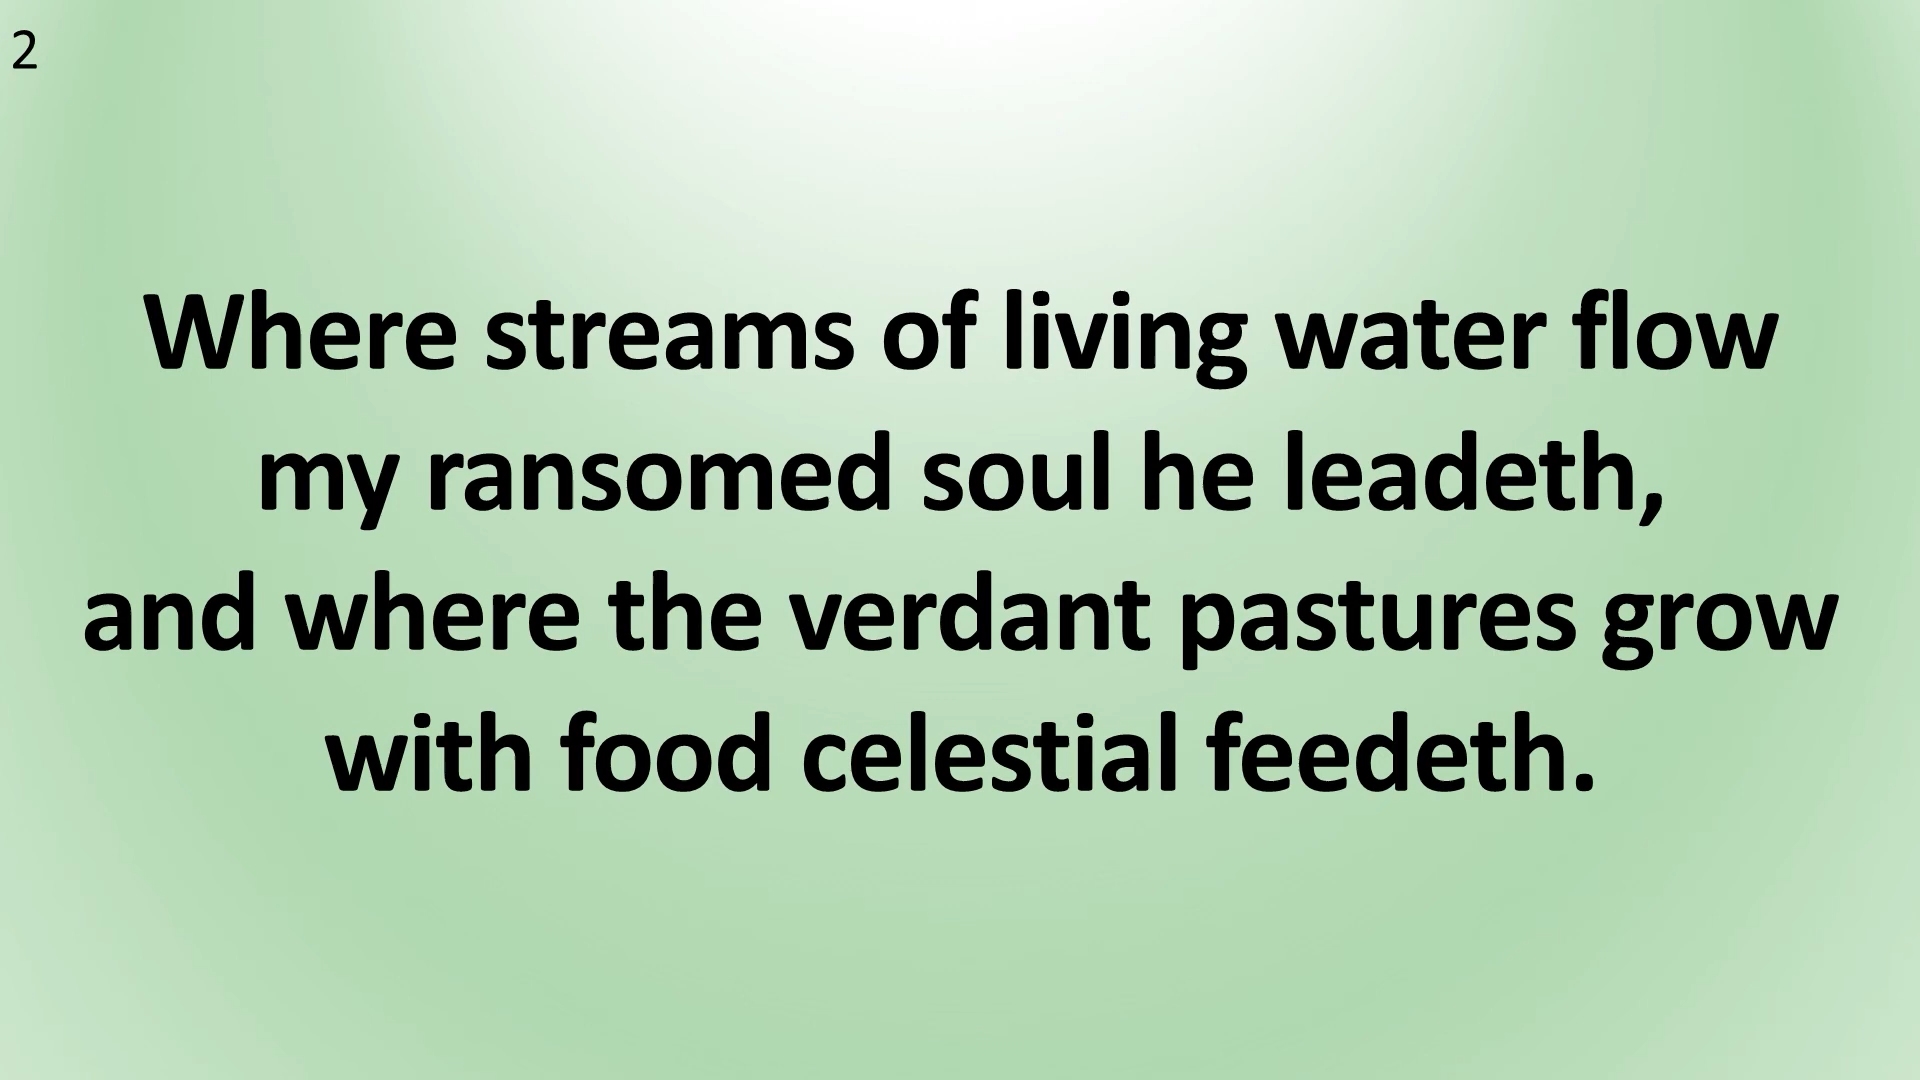 2
Where streams of living water flow
my ransomed soul he leadeth,
and where the verdant pastures grow
with food celestial feedeth.